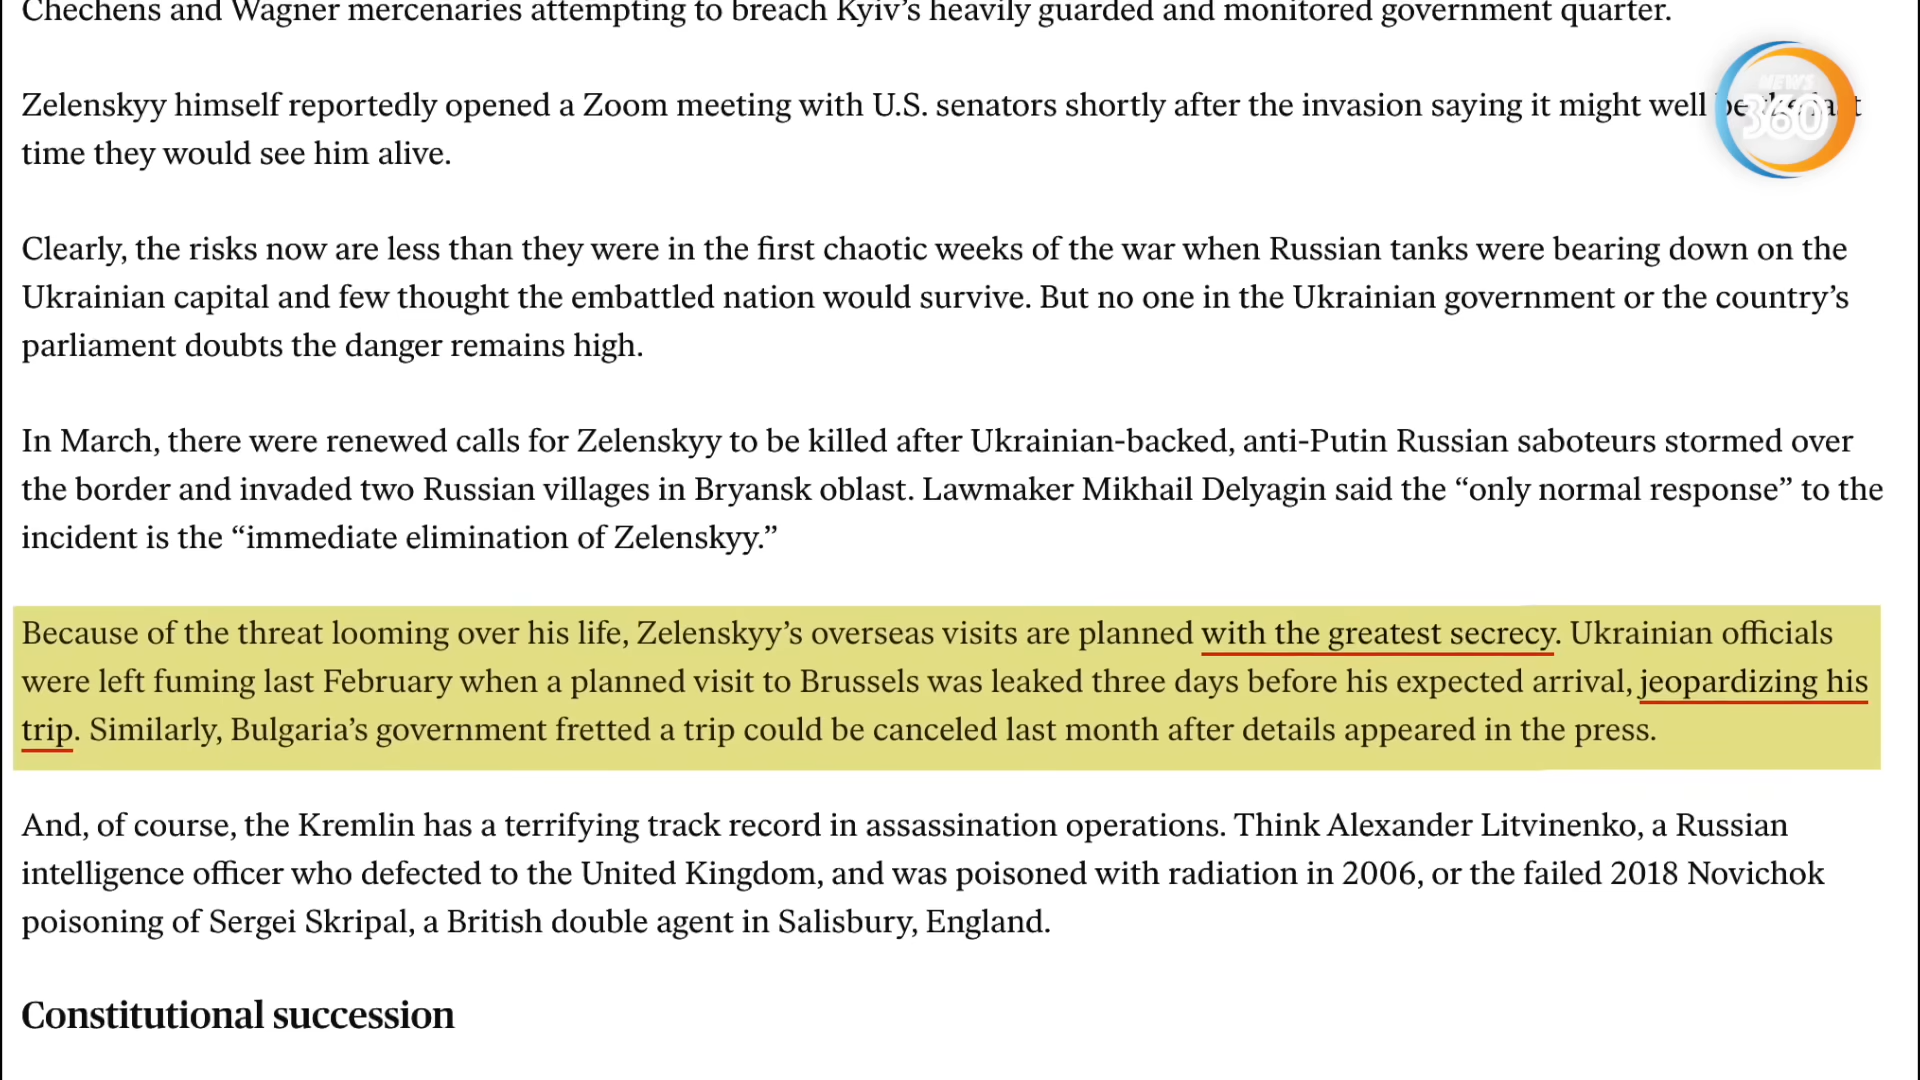 Chechens and Wagner mercenaries attempting to breach Kyiv’s heavily guarded and monitored government quarter.
NEWS
360
Zelenskyy himself reportedly opened a Zoom meeting with U.S. senators shortly after the invasion saying it might well be the last
time they would see him alive.
Clearly, the risks now are less than they were in the first chaotic weeks of the war when Russian tanks were bearing down on the
Ukrainian capital and few thought the embattled nation would survive. But no one in the Ukrainian government or the country’s
parliament doubts the danger remains high.
In March, there were renewed calls for Zelenskyy to be killed after Ukrainian-backed, anti-Putin Russian saboteurs stormed over
the border and invaded two Russian villages in Bryansk oblast. Lawmaker Mikhail Delyagin said the “only normal response” to the
incident is the “immediate elimination of Zelenskyy.”
Because of the threat looming over his life, Zelenskyy’s overseas visits are planned with the greatest secrecy. Ukrainian officials
were left fuming last February when a planned visit to Brussels was leaked three days before his expected arrival, jeopardizing his
trip. Similarly, Bulgaria’s government fretted a trip could be canceled last month after details appeared in the press.
And, of course, the Kremlin has a terrifying track record in assassination operations. Think Alexander Litvinenko, a Russian
intelligence officer who defected to the United Kingdom, and was poisoned with radiation in 2006, or the failed 2018 Novichok
poisoning of Sergei Skripal, a British double agent in Salisbury, England.
Constitutional succession